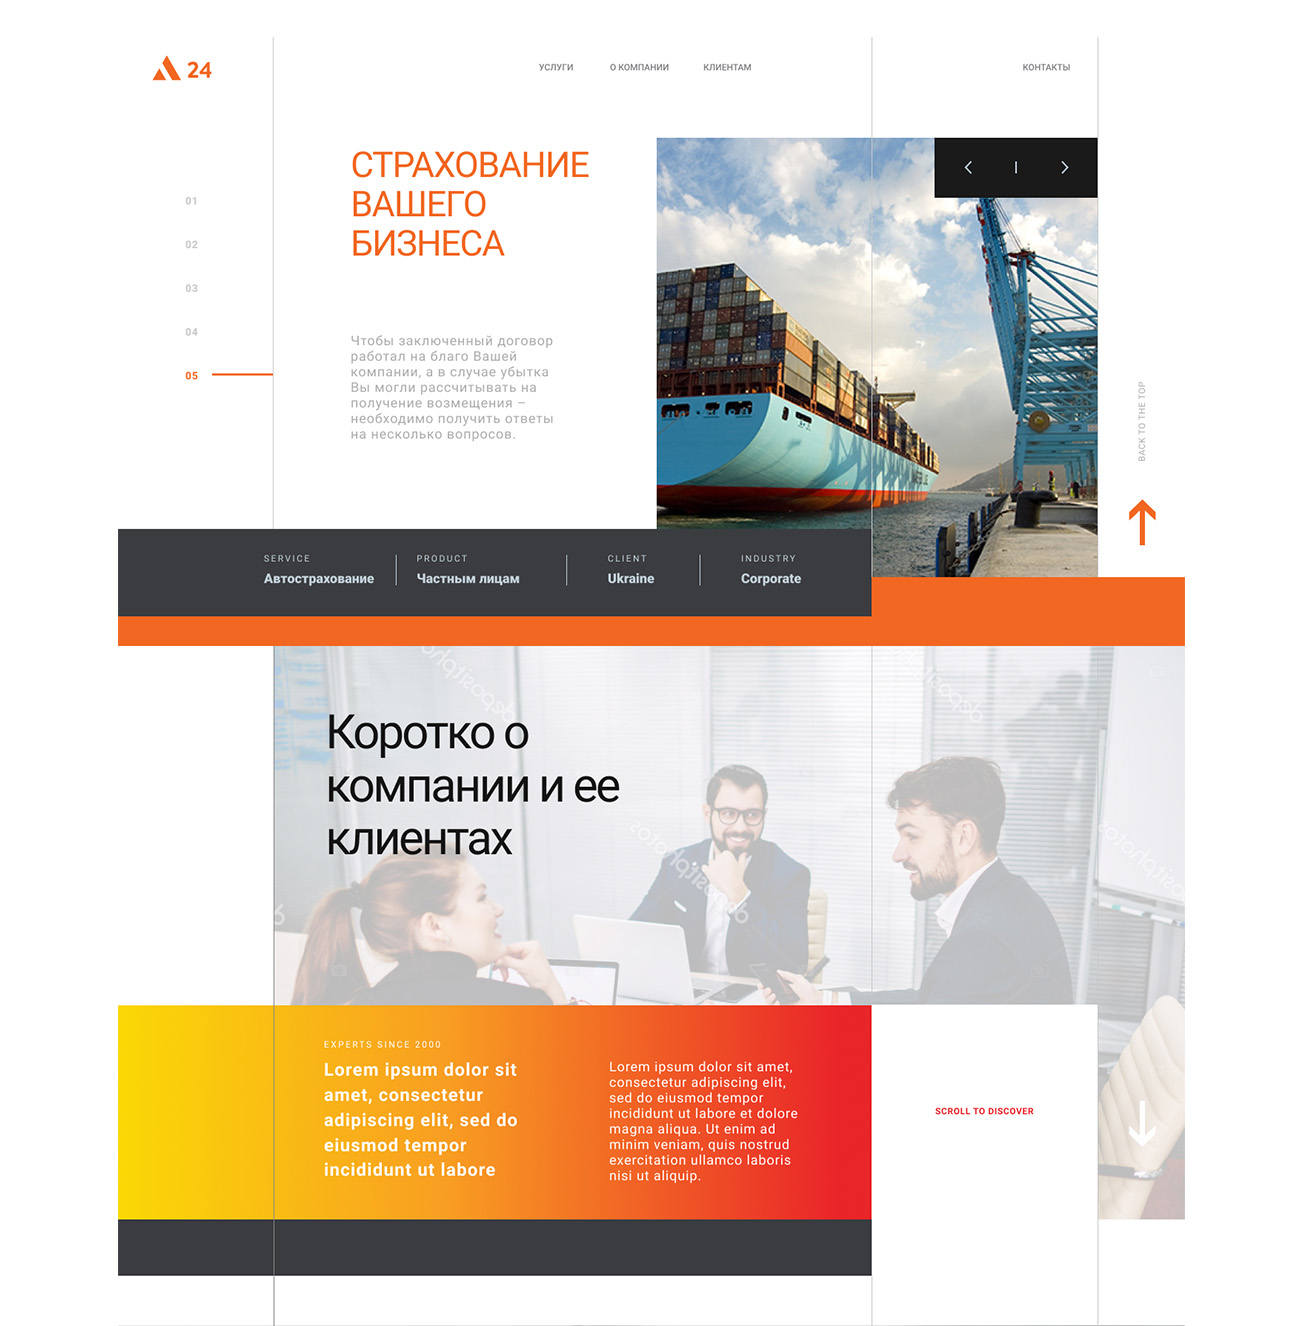 24
УСЛУГИ
О КОМПАНИИ
КЛИЕНТАМ
КОНТАКТЫ
СТРАХОВАНИЕ
ВАШЕГО
БИЗНЕСА
01
02
03
04
05
Чтобы заключенный договор
работал на благо Вашей
компании, а в случае убытка
Вы могли рассчитывать на
получение возмещения –
необходимо получить ответы
на несколько вопросов.
BACK TO THE TOP
SERVICE
Автострахование
PRODUCT
Частным лицам
CLIENT
Ukraine
INDUSTRY
Corporate
Коротко о
компании и ее
клиентах
depositphotos
depositphotos
depositphotos
EXPERTS SINCE 2000
Lorem ipsum dolor sit
amet, consectetur
adipiscing elit, sed do
eiusmod tempor
incididunt ut labore
Lorem ipsum dolor sit amet,
consectetur adipiscing elit,
sed do eiusmod tempor
incididunt ut labore et dolore
magna aliqua. Ut enim ad
minim veniam, quis nostrud
exercitation ullamco laboris
nisi ut aliquip.
SCROLL TO DISCOVER